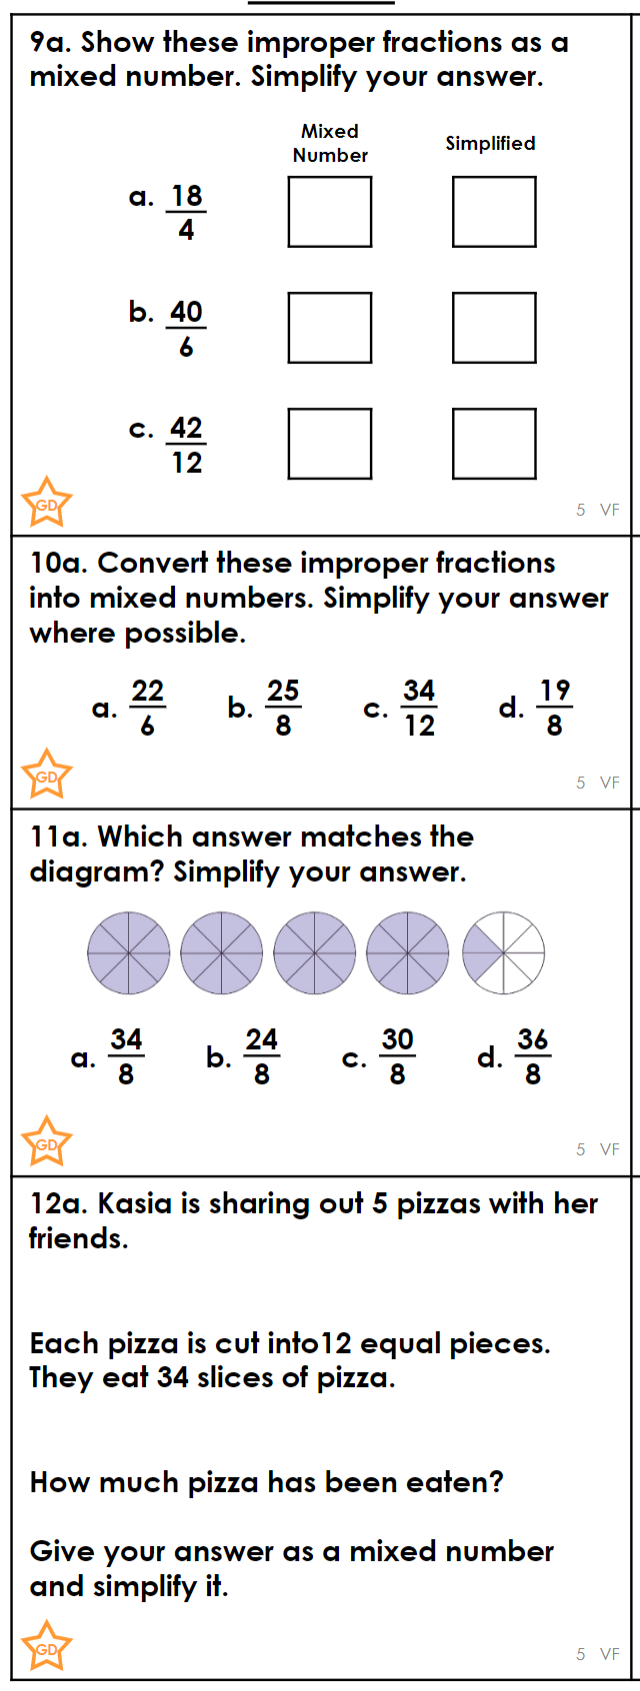 9a. Show these improper fractions as a
mixed number. Simplify your answer.
Mixed
Number
Simplified
a. 18/4
b. 40/6
c. 42/12
GD
5 VF
10a. Convert these improper fractions
into mixed numbers. Simplify your answer
where possible.
a. 22/6 b. 25/8 c. 34/12 d. 19/8
GD
5 VF
11a. Which answer matches the
diagram? Simplify your answer.
a. 34/8 b. 24/8 c. 30/8 d. 36/8
GD
5 VF
12a. Kasia is sharing out 5 pizzas with her
friends.
Each pizza is cut into12 equal pieces.
They eat 34 slices of pizza.
How much pizza has been eaten?
Give your answer as a mixed number
and simplify it.
GD
5 VF